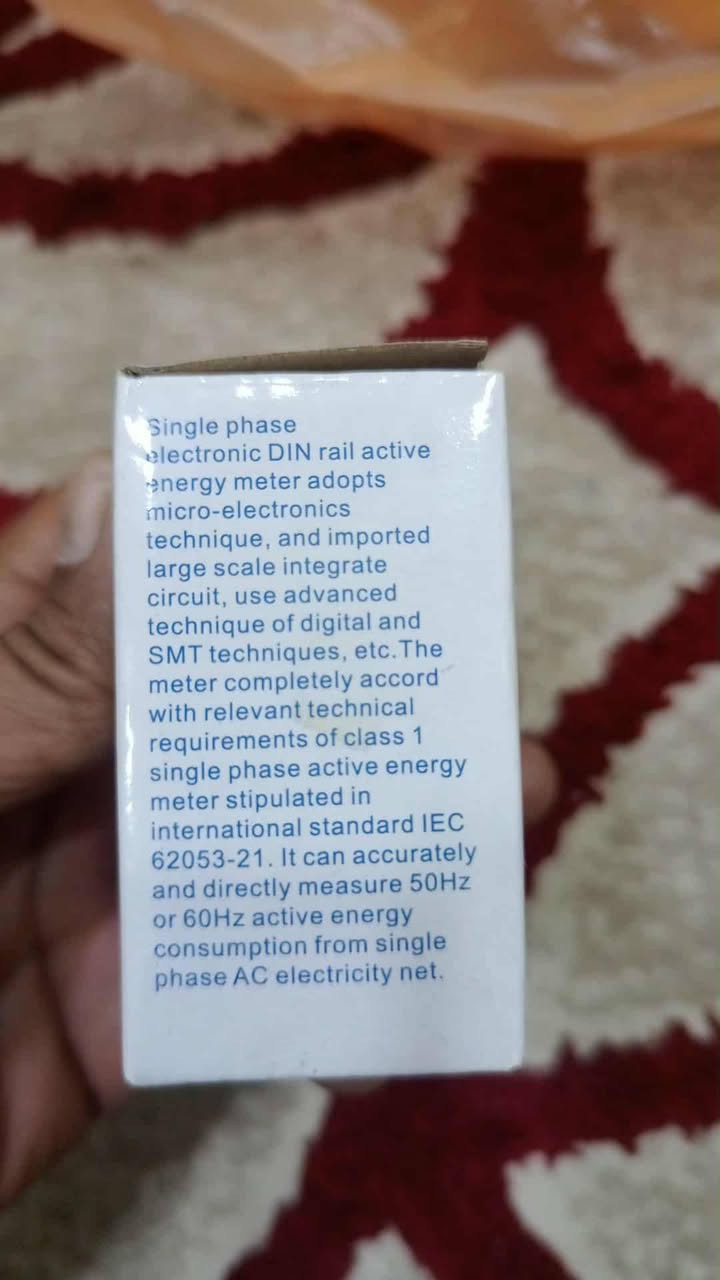 Single phase
electronic DIN rail active
energy meter adopts
micro-electronics
technique, and imported
large scale integrate
circuit, use advanced
technique of digital and
SMT techniques, etc.The
meter completely accord
with relevant technical
requirements of class 1
single phase active energy
meter stipulated in
international standard IEC
62053-21. It can accurately
and directly measure 50Hz
or 60Hz active energy
consumption from single
phase AC electricity net.